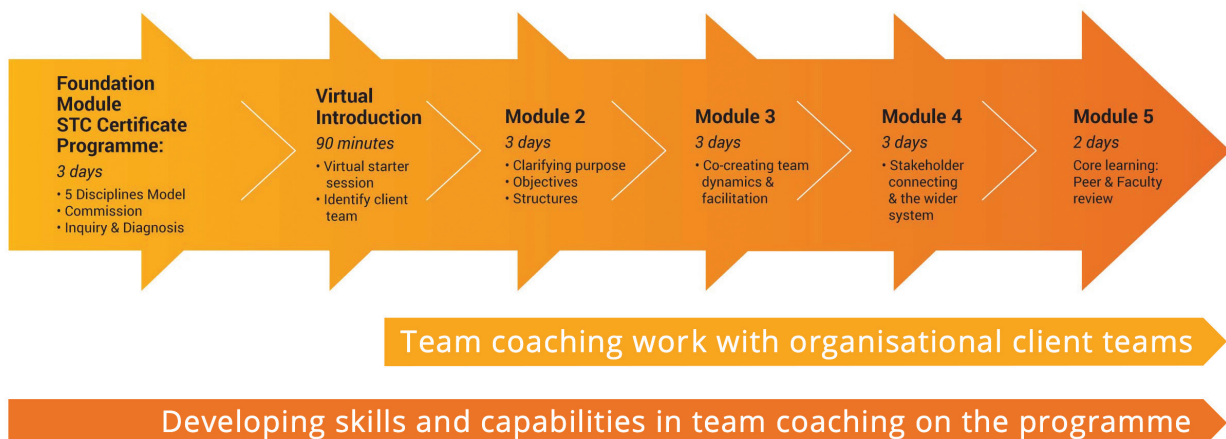 Foundation
Module
STC Certificate
Programme:
3 days
• 5 Disciplines Model
• Commission
• Inquiry & Diagnosis
Virtual
Introduction
90 minutes
• Virtual starter
session
• Identify client
team
Module 2
3 days
• Clarifying purpose
• Objectives
• Structures
Module 3
3 days
• Co-creating team
dynamics &
facilitation
Module 4
3 days
• Stakeholder
connecting
& the wider
system
Module 5
2 days
Core learning:
Peer & Faculty
review
Team coaching work with organisational client teams
Developing skills and capabilities in team coaching on the programme